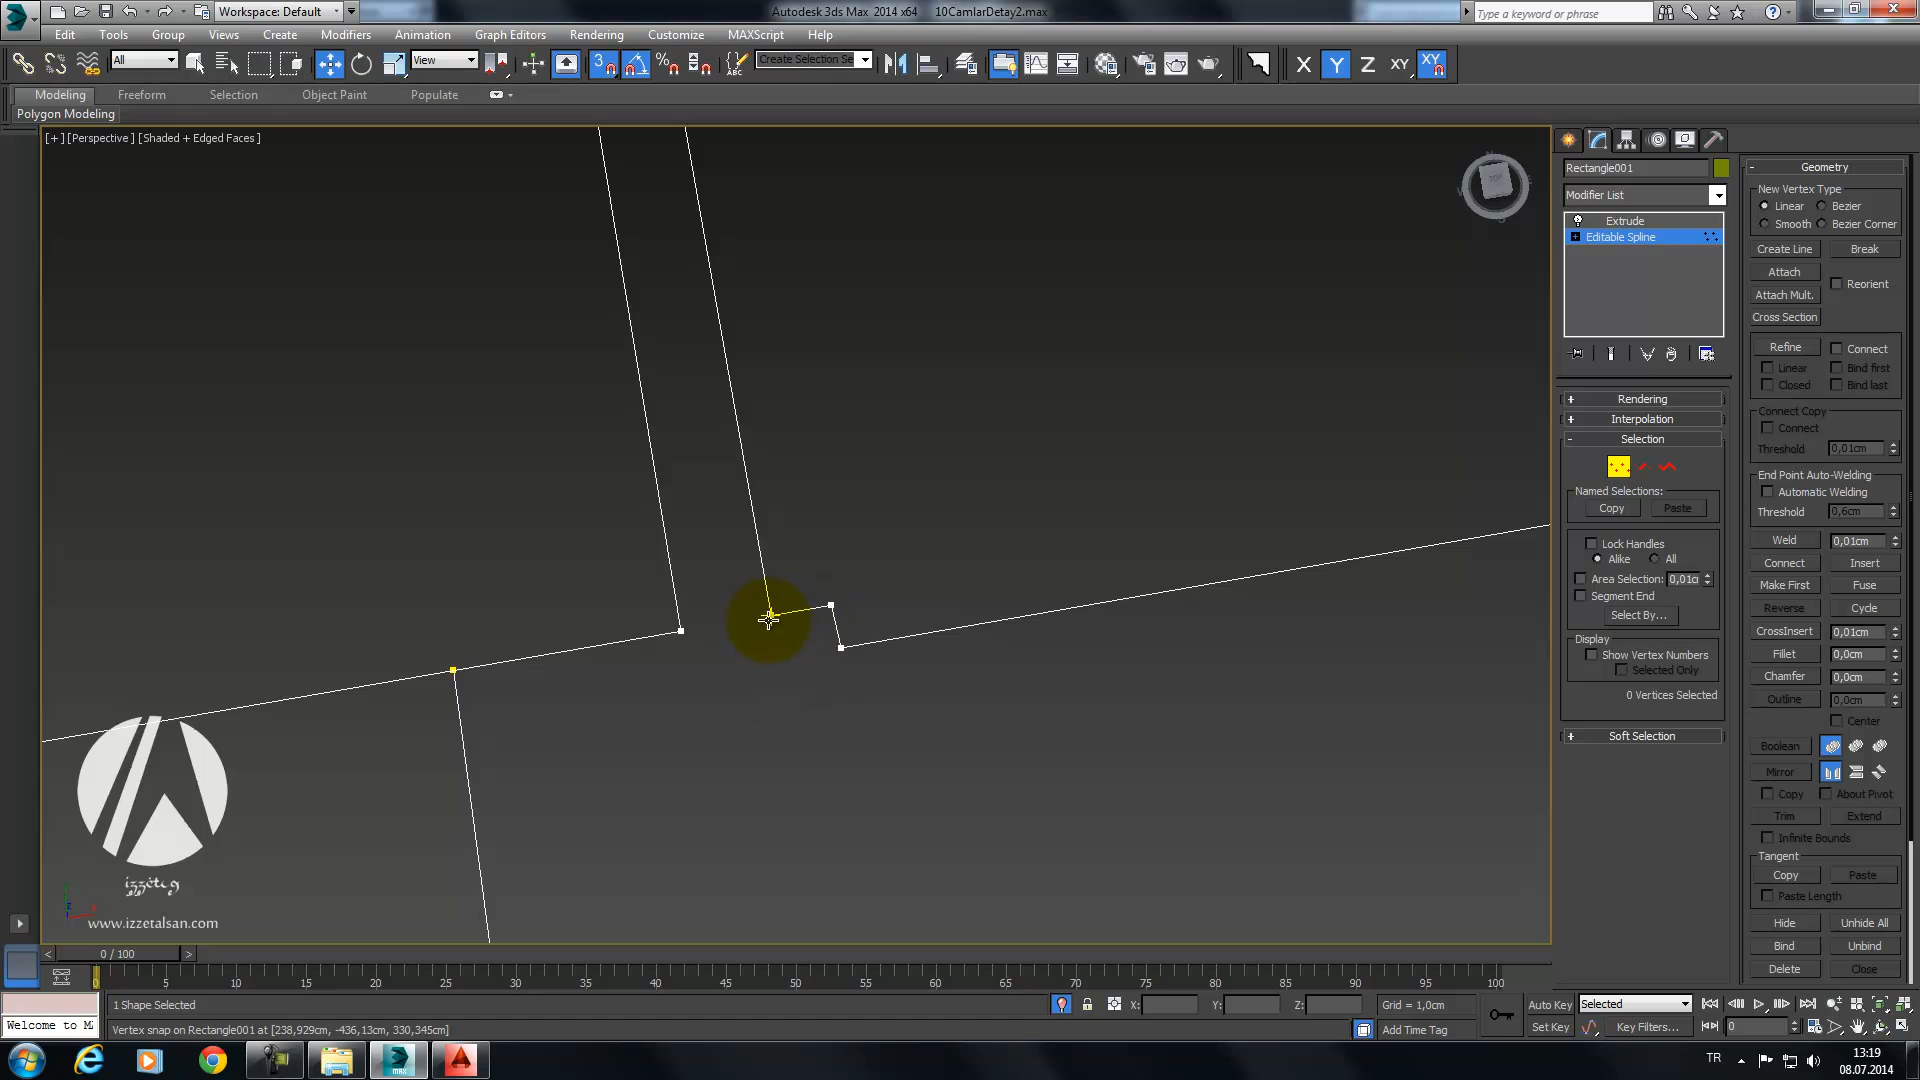 Workspace: Default
Autodesk 3ds Max 2014 x64 10CamlarDetay2.max
Type a keyword or phrase
Edit Tools Group Views Create Modifiers Animation Graph Editors Rendering Customize MAXScript Help
All View Create Selection Se X Y Z XY XY
Modeling Freeform Selection Object Paint Populate
Polygon Modeling
[+] [Perspective] [Shaded + Edged Faces]
TOP
Rectangle001
Modifier List
Extrude
Editable Spline
Rendering
Interpolation
Selection
Named Selections:
Copy Paste
Lock Handles
Alike All
Area Selection: 0,01c
Segment End
Select By...
Display
Show Vertex Numbers
Selected Only
0 Vertices Selected
Soft Selection
Geometry
New Vertex Type
Linear Bezier
Smooth Bezier Corner
Create Line Break
Attach
Reorient
Attach Mult.
Cross Section
Refine Connect
Linear Bind first
Closed Bind last
Connect Copy
Connect
Threshold 0,01cm
End Point Auto-Welding
Automatic Welding
Threshold 0,6cm
Weld 0,01cm
Connect Insert
Make First Fuse
Reverse Cycle
CrossInsert 0,01cm
Fillet 0,0cm
Chamfer 0,0cm
Outline 0,0cm
Center
Boolean
Mirror
Copy About Pivot
Trim Extend
Infinite Bounds
Tangent
Copy Paste
Paste Length
Hide Unhide All
Bind Unbind
Delete Close
www.izzetalsan.com
0 / 100
0 5 10 15 20 25 30 35 40 45 50 55 60 65 70 75 80 85 90 95 100
1 Shape Selected X: Y: Z: Grid = 1,0cm Auto Key Selected
Welcome to M
Vertex snap on Rectangle001 at [238,929cm, -436,13cm, 330,345cm] Add Time Tag Set Key Key Filters... 0
TR 13:19
08.07.2014